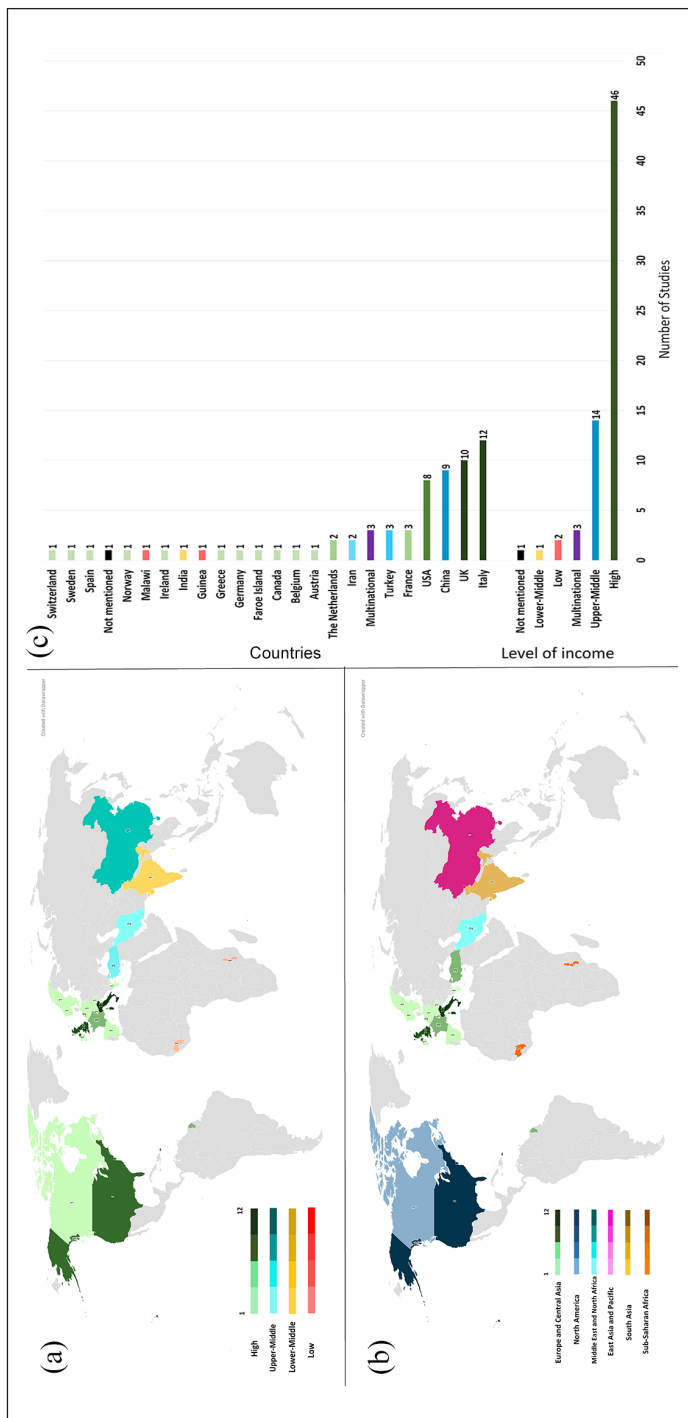 (a)
Created with Datawrapper
1
12
High
Upper-Middle
Lower-Middle
Low
(b)
Created with Datawrapper
1
12
Europe and Central Asia
North America
Middle East and North Africa
East Asia and Pacific
South Asia
Sub-Saharan Africa
(c)
Countries
Switzerland 1
Sweden 1
Spain 1
Not mentioned 1
Norway 1
Malawi 1
Ireland 1
India 1
Guinea 1
Greece 1
Germany 1
Faroe Island 1
Canada 1
Belgium 1
Austria 1
The Netherlands 2
Iran 2
Multinational 3
Turkey 3
France 3
USA 8
China 9
UK 10
Italy 12
Level of income
Not mentioned 1
Lower-Middle 1
Low 2
Multinational 3
Upper-Middle 14
High 46
0 5 10 15 20 25 30 35 40 45 50
Number of Studies